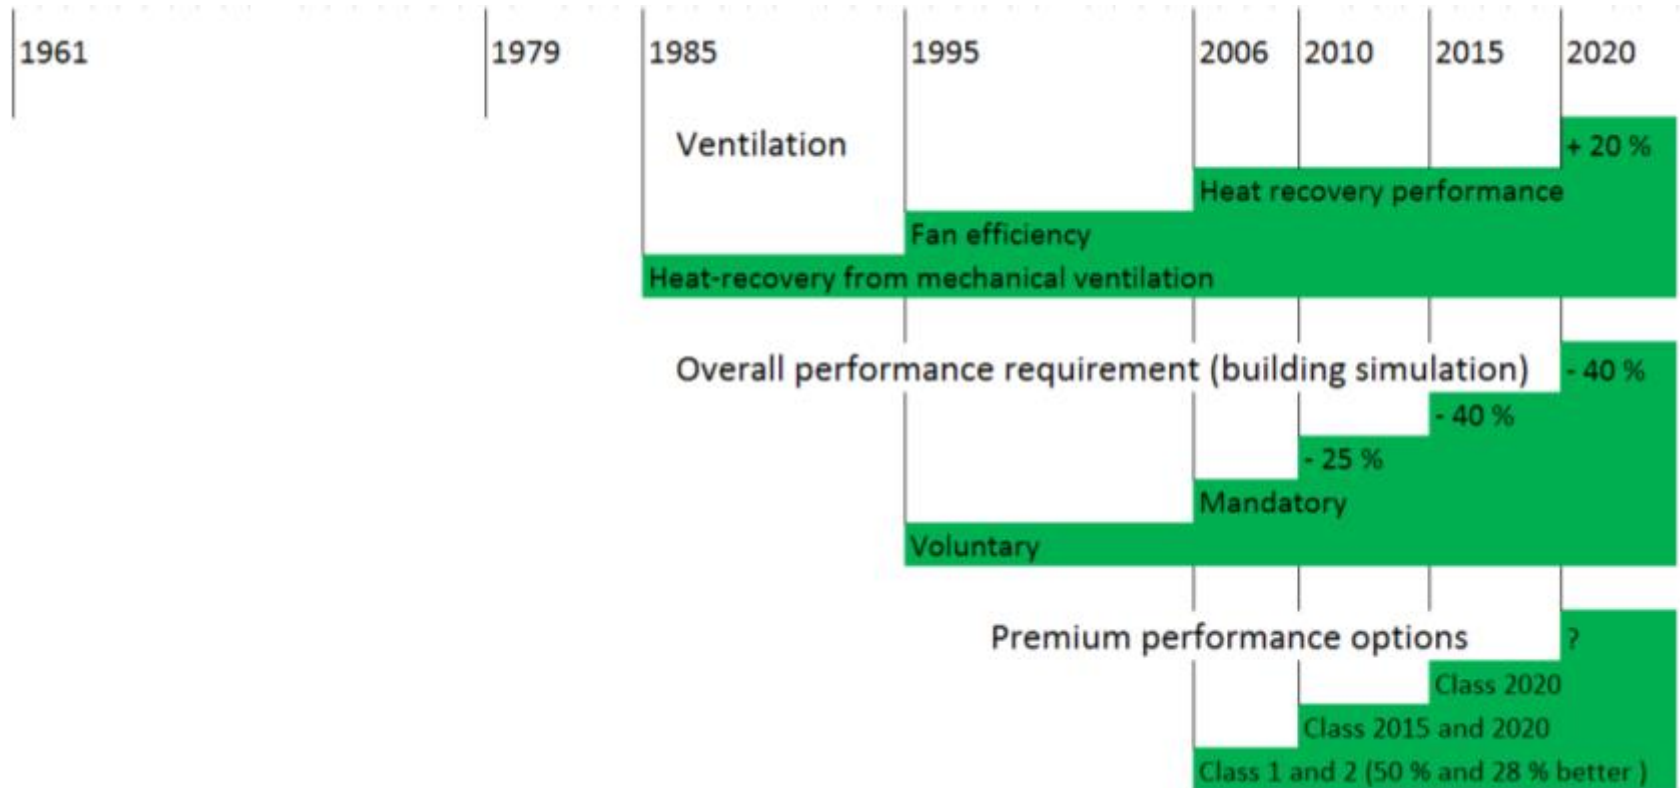 1961 1979 1985 1995 2006 2010 2015 2020
Ventilation
+ 20 %
Heat recovery performance
Fan efficiency
Heat-recovery from mechanical ventilation
Overall performance requirement (building simulation)
- 40 %
- 40 %
- 25 %
Mandatory
Voluntary
Premium performance options
?
Class 2020
Class 2015 and 2020
Class 1 and 2 (50 % and 28 % better )